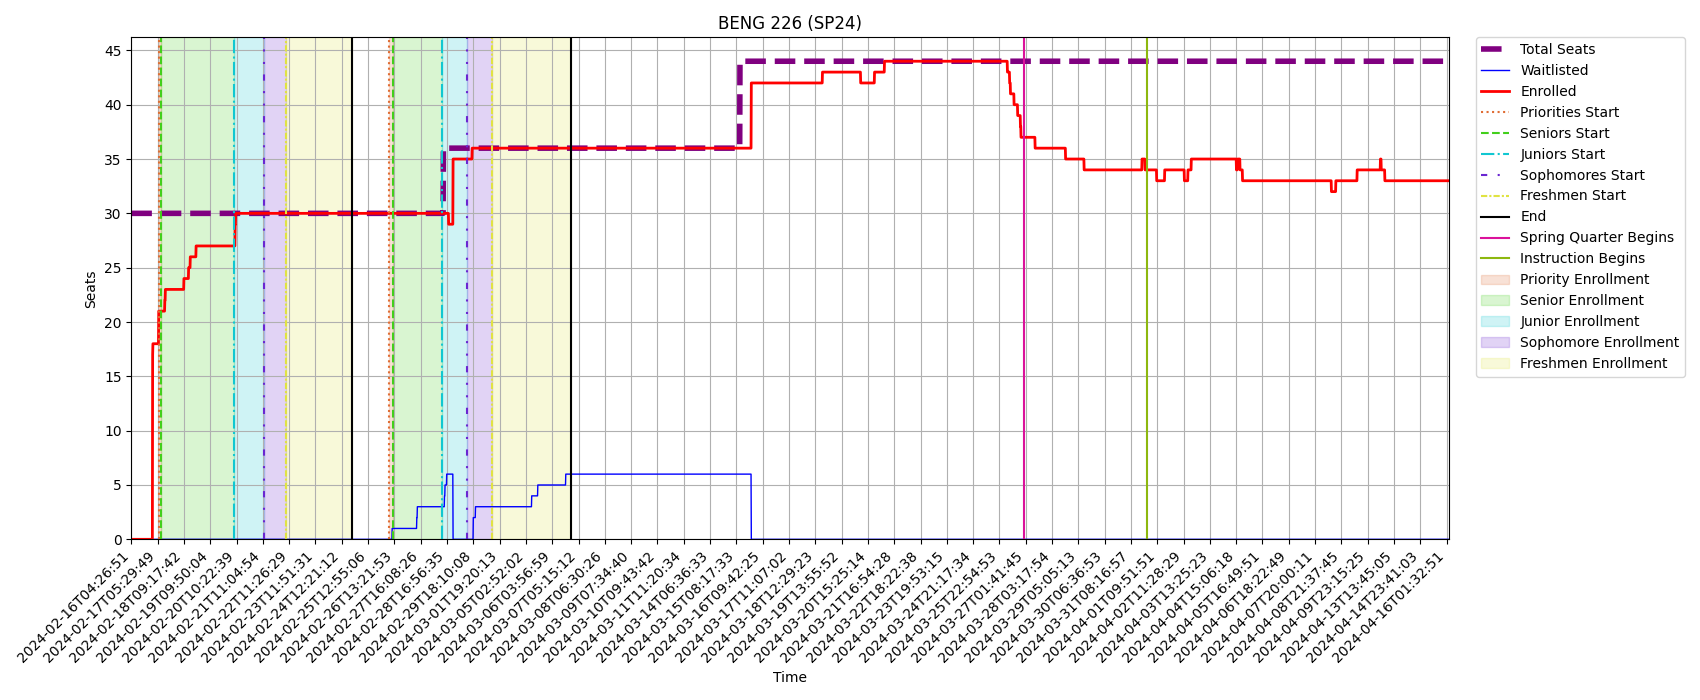 BENG 226 (SP24)
Seats
45
40
35
30
25
20
15
10
5
0
2024-02-16T04:26:51
2024-02-17T05:29:49
2024-02-18T09:17:42
2024-02-19T09:50:04
2024-02-20T10:22:39
2024-02-21T11:04:54
2024-02-22T11:26:29
2024-02-23T11:51:31
2024-02-24T12:21:12
2024-02-25T12:55:06
2024-02-26T13:21:53
2024-02-27T16:08:26
2024-02-28T16:56:35
2024-02-29T18:10:08
2024-03-01T19:20:13
2024-03-05T02:52:02
2024-03-06T03:56:59
2024-03-07T05:15:12
2024-03-08T06:30:26
2024-03-09T07:34:40
2024-03-10T09:43:42
2024-03-11T11:20:34
2024-03-14T06:36:33
2024-03-15T08:17:33
2024-03-16T09:42:25
2024-03-17T11:07:02
2024-03-18T12:29:23
2024-03-19T13:55:52
2024-03-20T15:25:14
2024-03-21T16:54:28
2024-03-22T18:22:38
2024-03-23T19:53:15
2024-03-24T21:17:34
2024-03-25T22:54:53
2024-03-27T01:41:45
2024-03-28T03:17:54
2024-03-29T05:05:13
2024-03-30T06:36:53
2024-03-31T08:16:57
2024-04-01T09:51:51
2024-04-02T11:28:29
2024-04-03T13:25:23
2024-04-04T15:06:18
2024-04-05T16:49:51
2024-04-06T18:22:49
2024-04-07T20:00:11
2024-04-08T21:37:45
2024-04-09T23:15:25
2024-04-13T13:45:05
2024-04-14T23:41:03
2024-04-16T01:32:51
Time
Total Seats
Waitlisted
Enrolled
Priorities Start
Seniors Start
Juniors Start
Sophomores Start
Freshmen Start
End
Spring Quarter Begins
Instruction Begins
Priority Enrollment
Senior Enrollment
Junior Enrollment
Sophomore Enrollment
Freshmen Enrollment